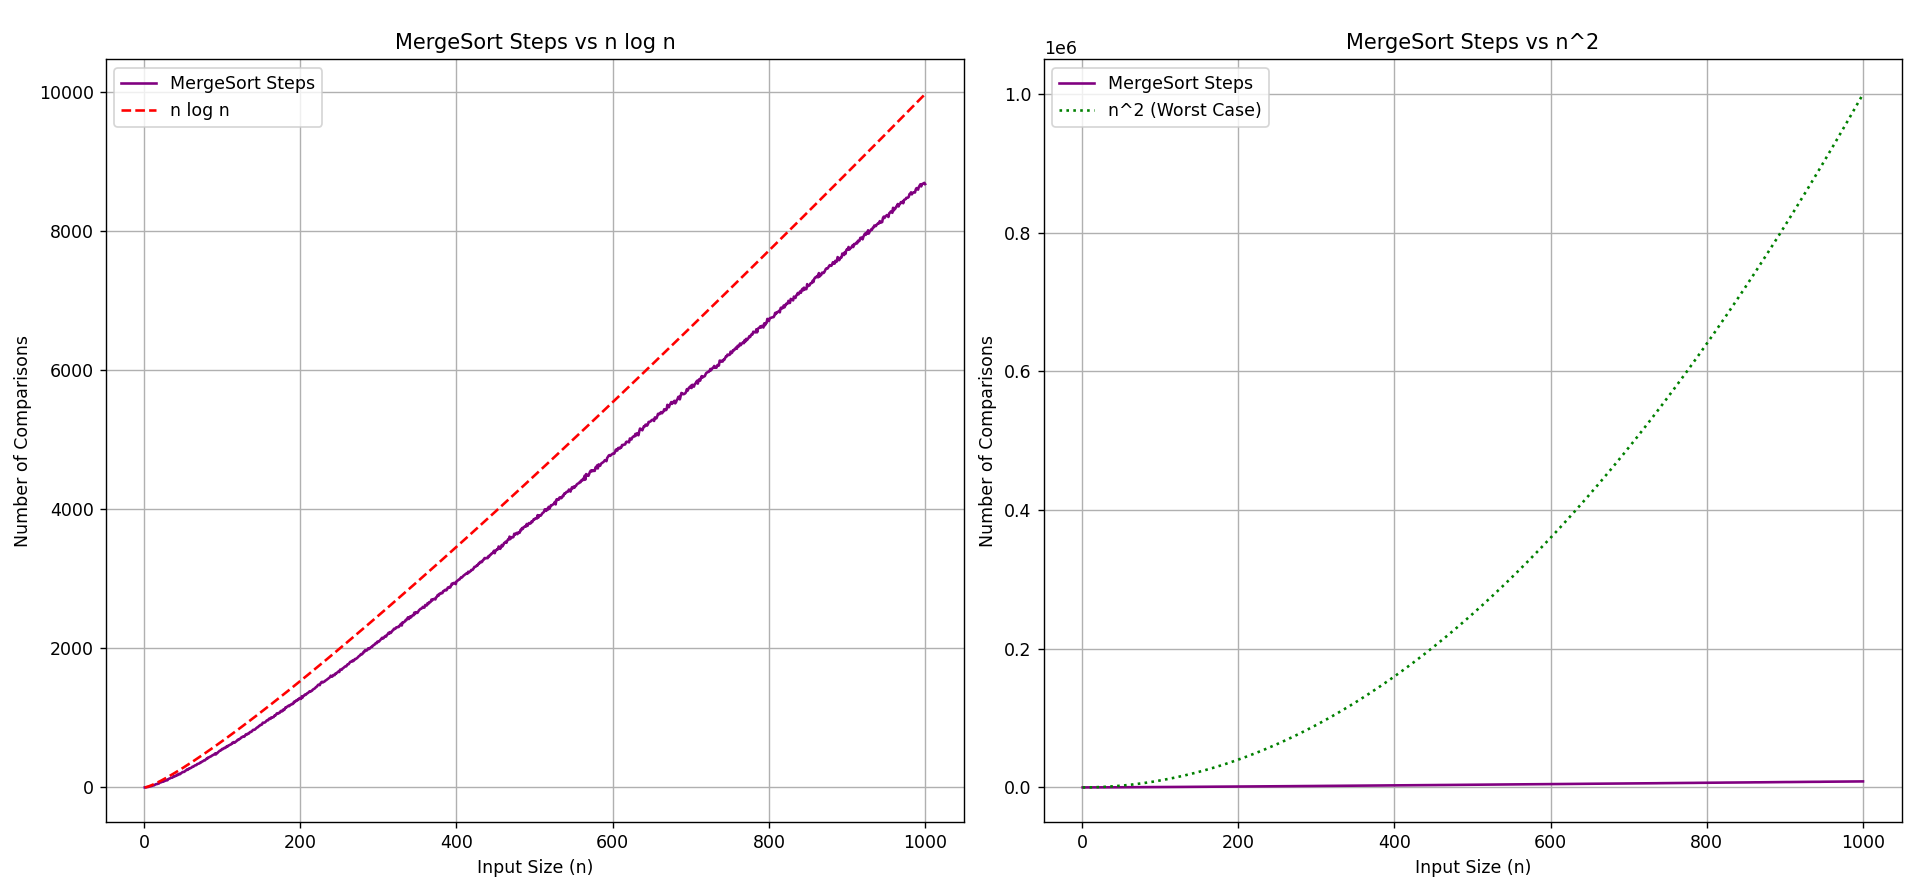 MergeSort Steps vs n log n
MergeSort Steps
n log n
10000
8000
6000
4000
2000
0
Number of Comparisons
0 200 400 600 800 1000
Input Size (n)
MergeSort Steps vs n^2
1e6
MergeSort Steps
n^2 (Worst Case)
1.0
0.8
0.6
0.4
0.2
0.0
Number of Comparisons
0 200 400 600 800 1000
Input Size (n)